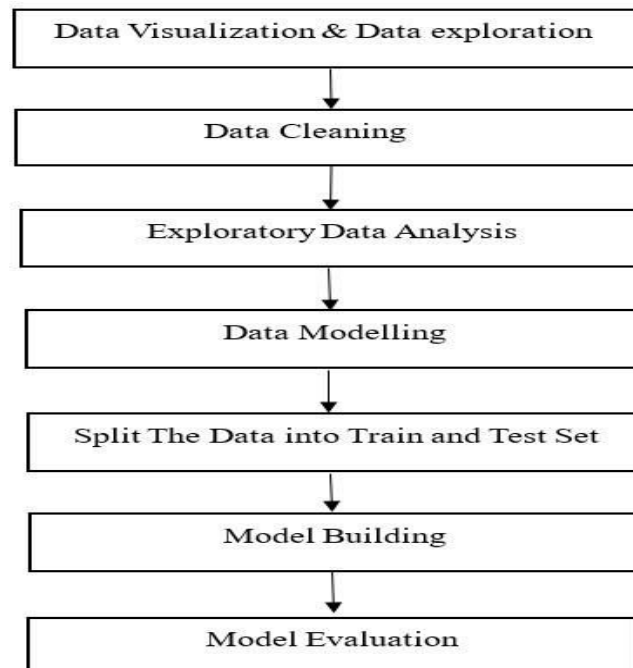 Data Visualization & Data exploration
Data Cleaning
Exploratory Data Analysis
Data Modelling
Split The Data into Train and Test Set
Model Building
Model Evaluation